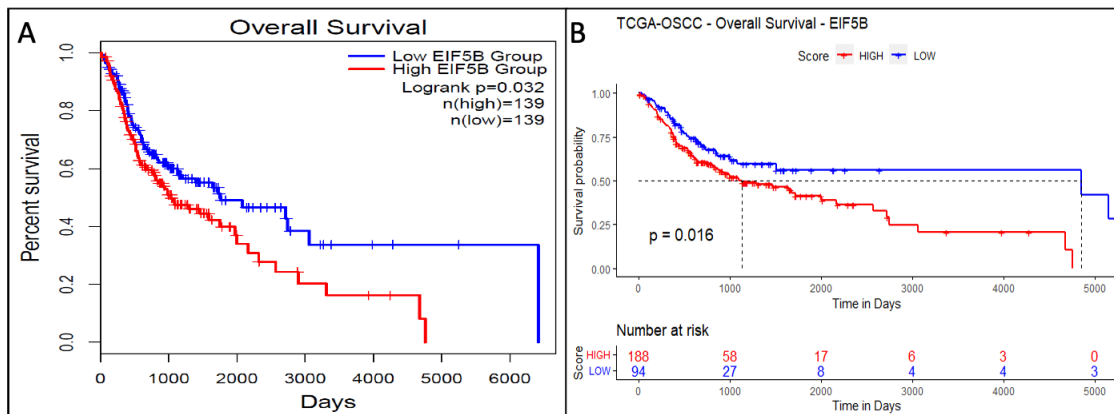 A
Overall Survival
Low EIF5B Group
High EIF5B Group
Logrank p=0.032
n(high)=139
n(low)=139
Percent survival
1.0
0.8
0.6
0.4
0.2
0.0
0 1000 2000 3000 4000 5000 6000
Days
B
TCGA-OSCC - Overall Survival - EIF5B
Score HIGH LOW
Survival probability
1.00
0.75
0.50
0.25
0.00
p = 0.016
0 1000 2000 3000 4000 5000
Time in Days
Number at risk
Score
HIGH 188 58 17 6 3 0
LOW 94 27 8 4 4 3
0 1000 2000 3000 4000 5000
Time in Days